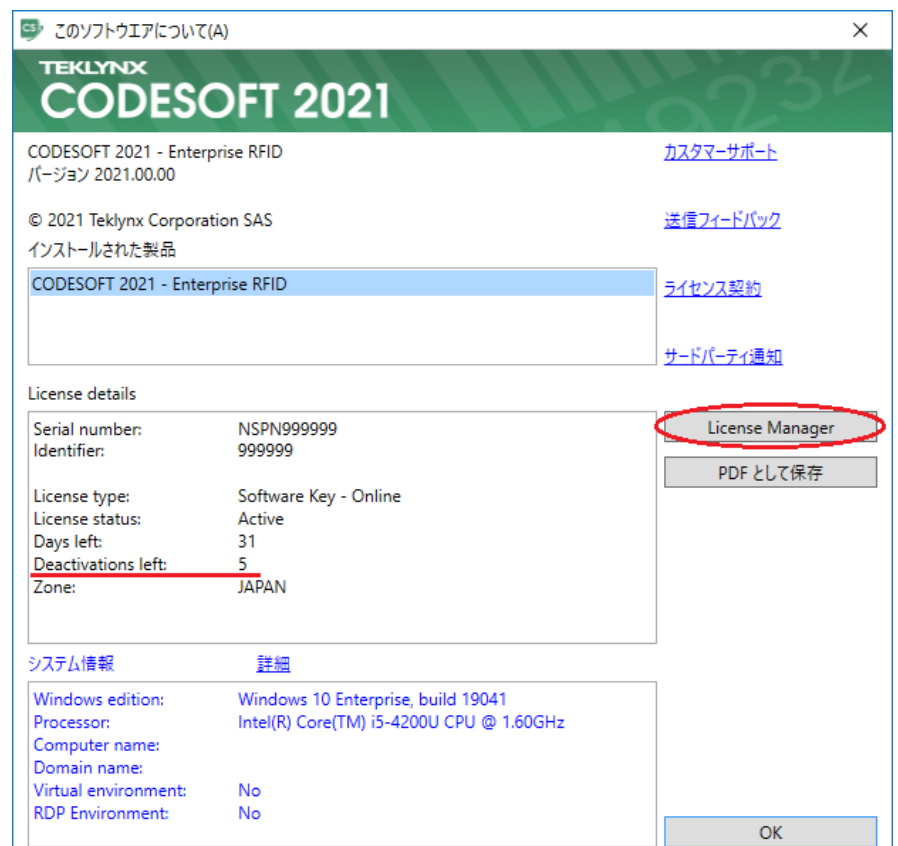 このソフトウエアについて(A)
TEKLYNX
CODESOFT 2021
19232
CODESOFT 2021 - Enterprise RFID
バージョン 2021.00.00
カスタマーサポート
© 2021 Teklynx Corporation SAS
送信フィードバック
インストールされた製品
CODESOFT 2021 - Enterprise RFID
ライセンス契約
サードパーティ通知
License details
Serial number: NSPN999999
License Manager
Identifier: 999999
PDF として保存
License type: Software Key - Online
License status: Active
Days left: 31
Deactivations left: 5
Zone: JAPAN
システム情報 詳細
Windows edition: Windows 10 Enterprise, build 19041
Processor: Intel(R) Core(TM) i5-4200U CPU @ 1.60GHz
Computer name:
Domain name:
Virtual environment: No
RDP Environment: No
OK